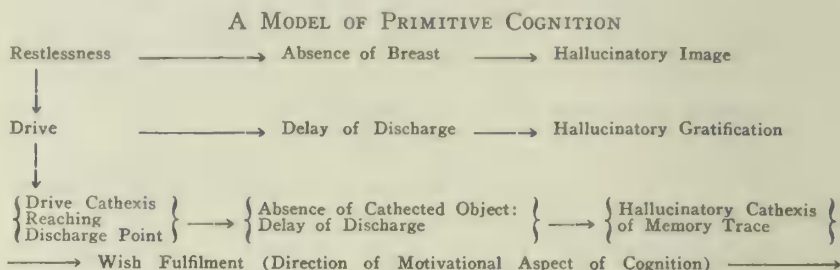 A MODEL OF PRIMITIVE COGNITION
Restlessness ⟶ Absence of Breast ⟶ Hallucinatory Image
Drive ⟶ Delay of Discharge ⟶ Hallucinatory Gratification
{Drive Cathexis Reaching Discharge Point} ⟶ {Absence of Cathected Object: Delay of Discharge} ⟶ {Hallucinatory Cathexis of Memory Trace}
⟶ Wish Fulfilment (Direction of Motivational Aspect of Cognition) ⟶